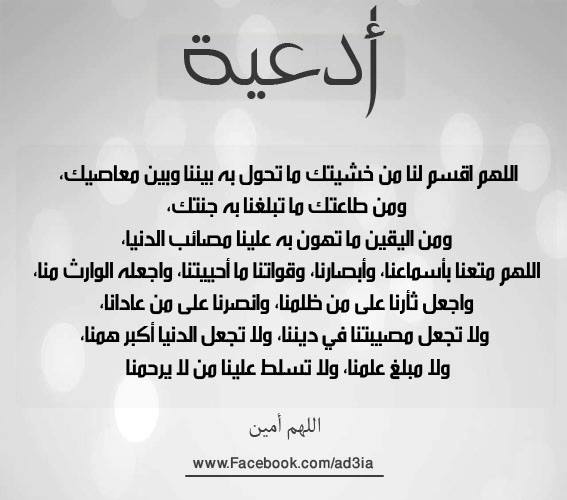 أدعية
اللهم اقسم لنا من خشيتك ما تحول به بيننا وبين معاصيك،
ومن طاعتك ما تبلغنا به جنتك،
ومن اليقين ما تهون به علينا مصائب الدنيا،
اللهم متعنا بأسماعنا، وأبصارنا، وقواتنا ما أحييتنا، واجعله الوارث منا،
واجعل ثأرنا على من ظلمنا، وانصرنا على من عادانا،
ولا تجعل مصيبتنا في ديننا، ولا تجعل الدنيا أكبر همنا،
ولا مبلغ علمنا، ولا تسلط علينا من لا يرحمنا
اللهم أمين
www.Facebook.com/ad3ia